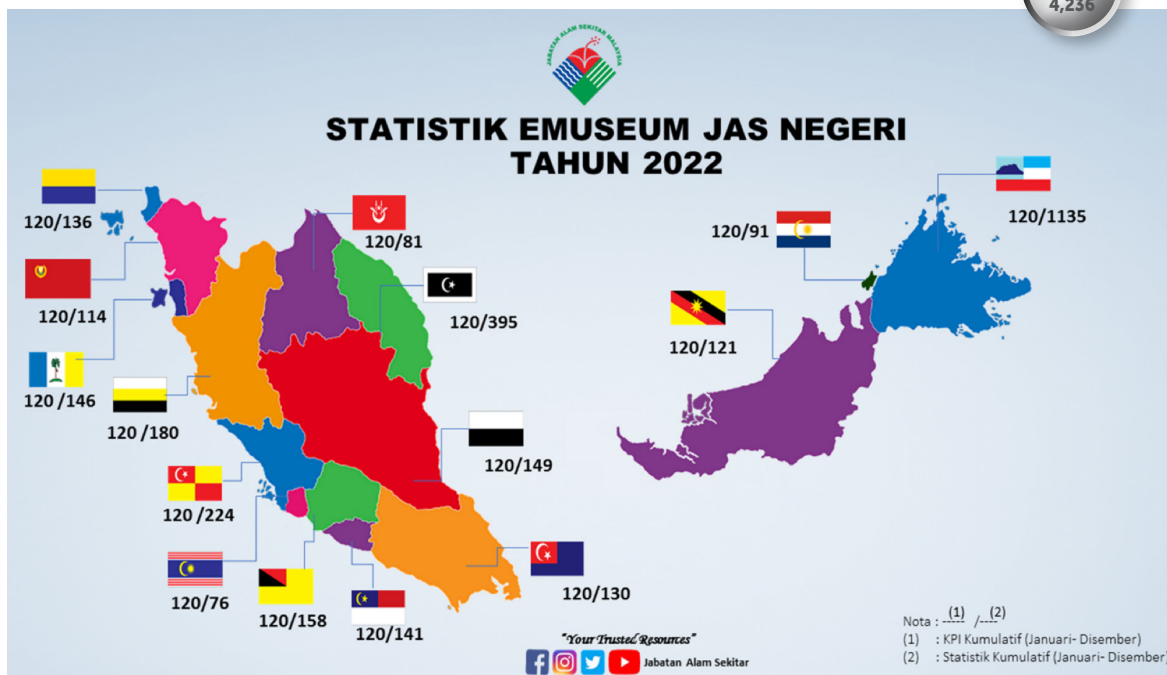 4,236
JABATAN ALAM SEKITAR MALAYSIA
STATISTIK EMUSEUM JAS NEGERI
TAHUN 2022
120/136
120/81
120/1135
120/91
120/114
120/395
120/121
120 /146
120 /180
120/149
120 /224
120/76
120/158
120/141
120/130
"Your Trusted Resources"
Jabatan Alam Sekitar
Nota : (1) / (2)
(1) : KPI Kumulatif (Januari- Disember)
(2) : Statistik Kumulatif (Januari- Disember)